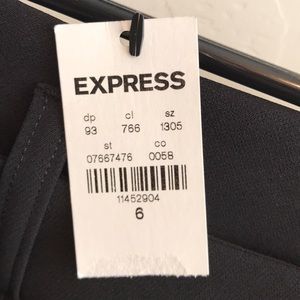 EXPRESS
dp cl sz
93 766 1305
st co
07667476 0058
11452904
6